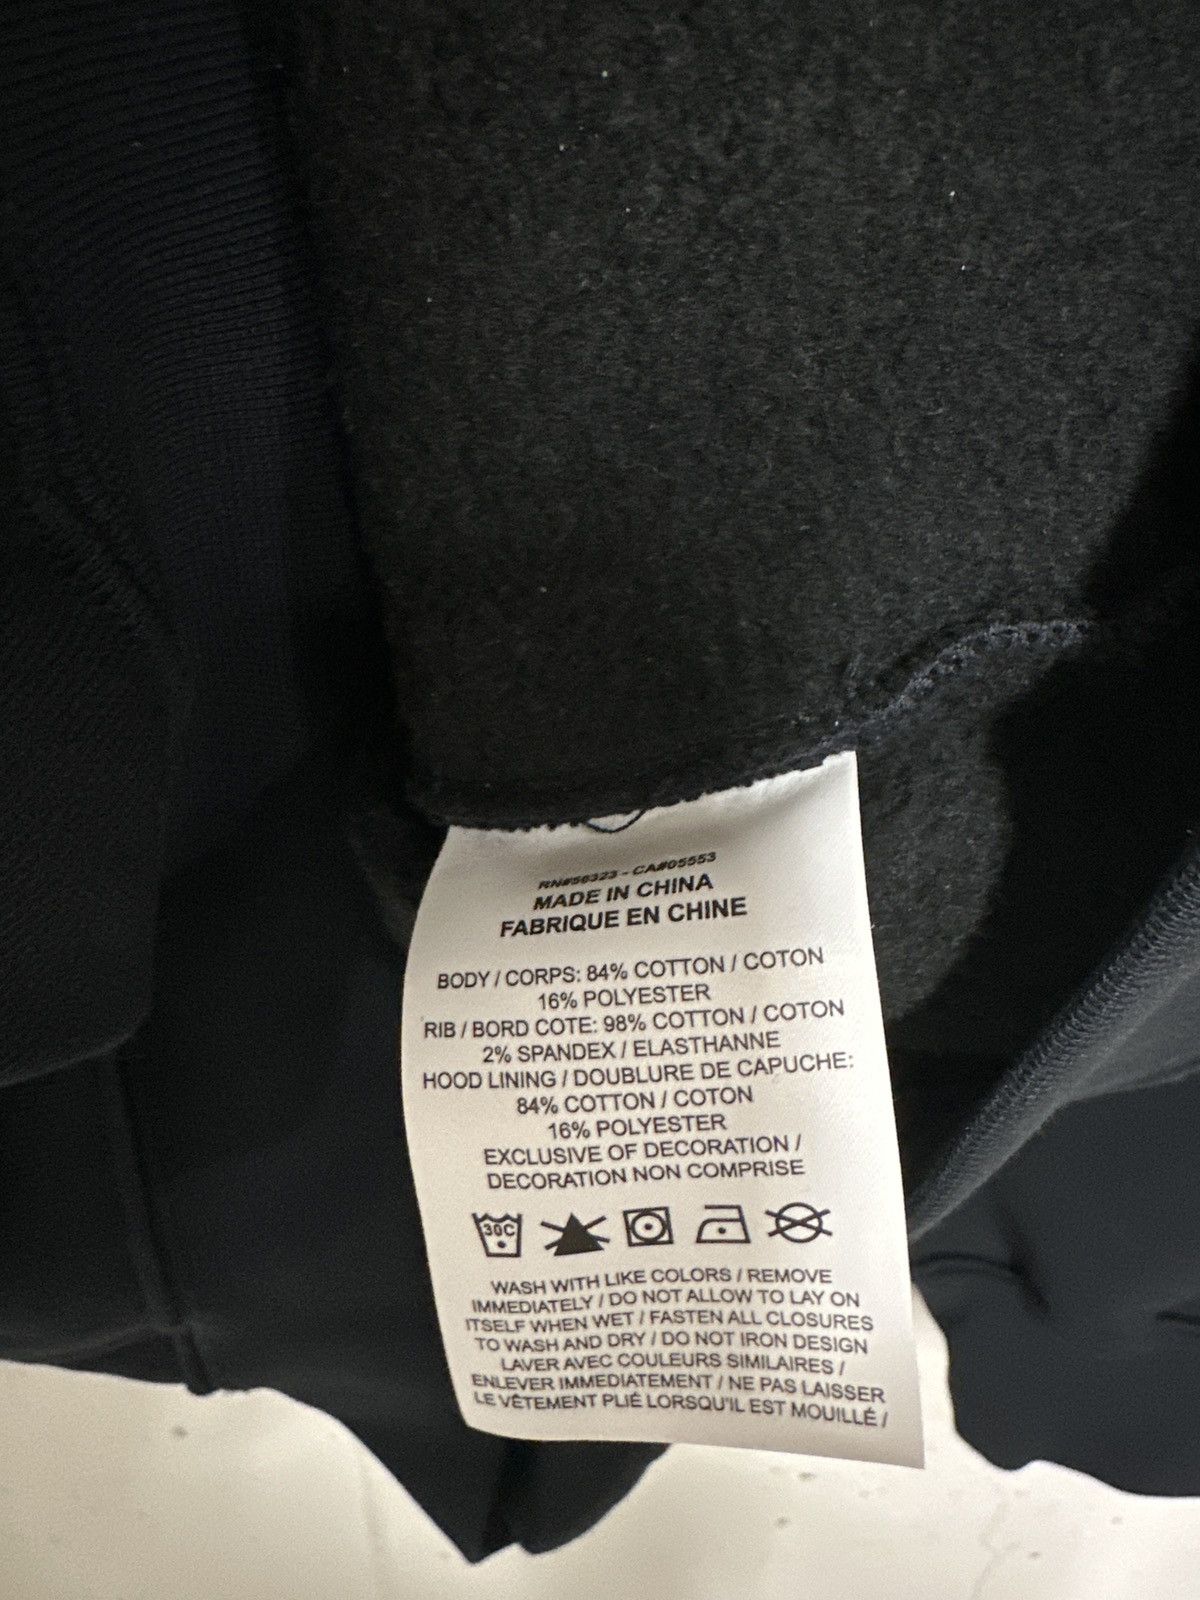 RN#56323 - CA#05553
MADE IN CHINA
FABRIQUE EN CHINE
BODY / CORPS: 84% COTTON / COTON
16% POLYESTER
RIB / BORD COTE: 98% COTTON / COTON
2% SPANDEX / ELASTHANNE
HOOD LINING / DOUBLURE DE CAPUCHE:
84% COTTON / COTON
16% POLYESTER
EXCLUSIVE OF DECORATION /
DECORATION NON COMPRISE
30C
WASH WITH LIKE COLORS / REMOVE
IMMEDIATELY / DO NOT ALLOW TO LAY ON
ITSELF WHEN WET / FASTEN ALL CLOSURES
TO WASH AND DRY / DO NOT IRON DESIGN
LAVER AVEC COULEURS SIMILAIRES /
ENLEVER IMMEDIATEMENT / NE PAS LAISSER
LE VÊTEMENT PLIÉ LORSQU'IL EST MOUILLÉ /